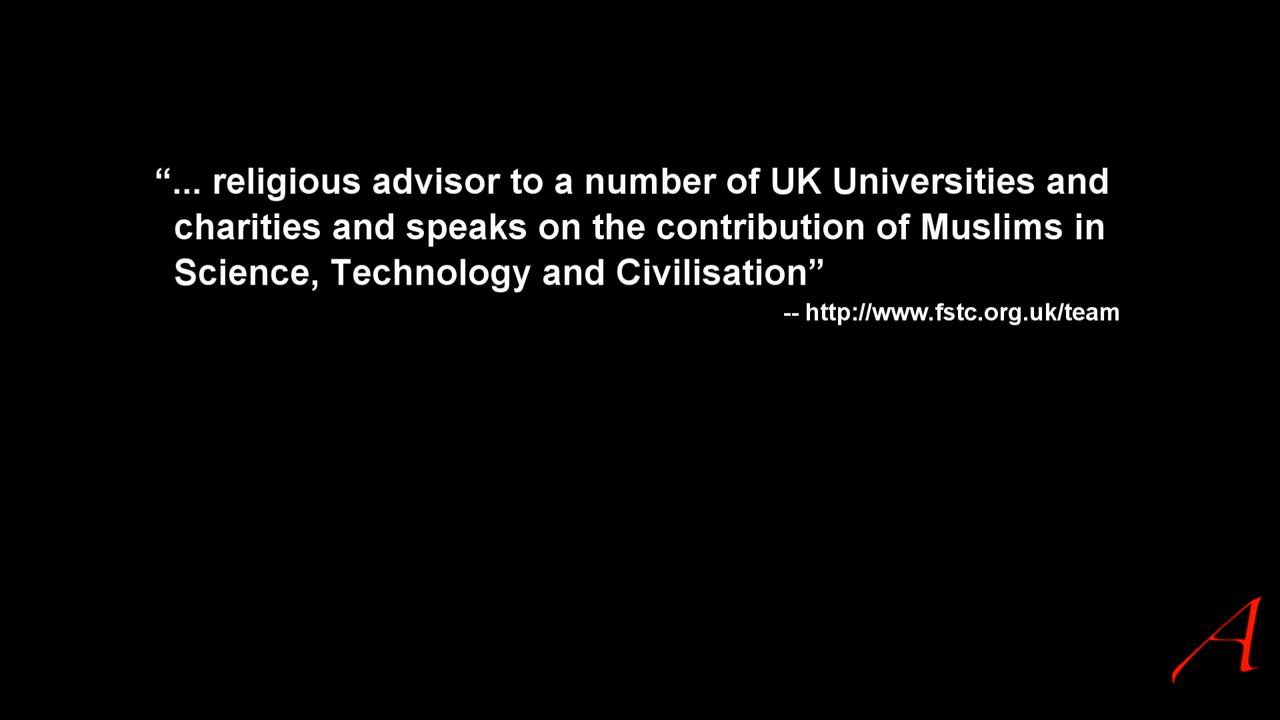 “... religious advisor to a number of UK Universities and
charities and speaks on the contribution of Muslims in
Science, Technology and Civilisation”
-- http://www.fstc.org.uk/team
A